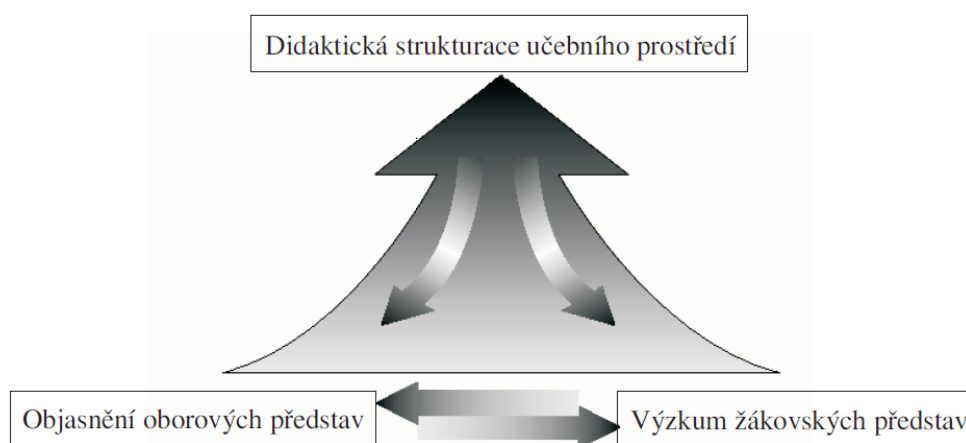 Didaktická strukturace učebního prostředí
Objasnění oborových představ
Výzkum žákovských představ